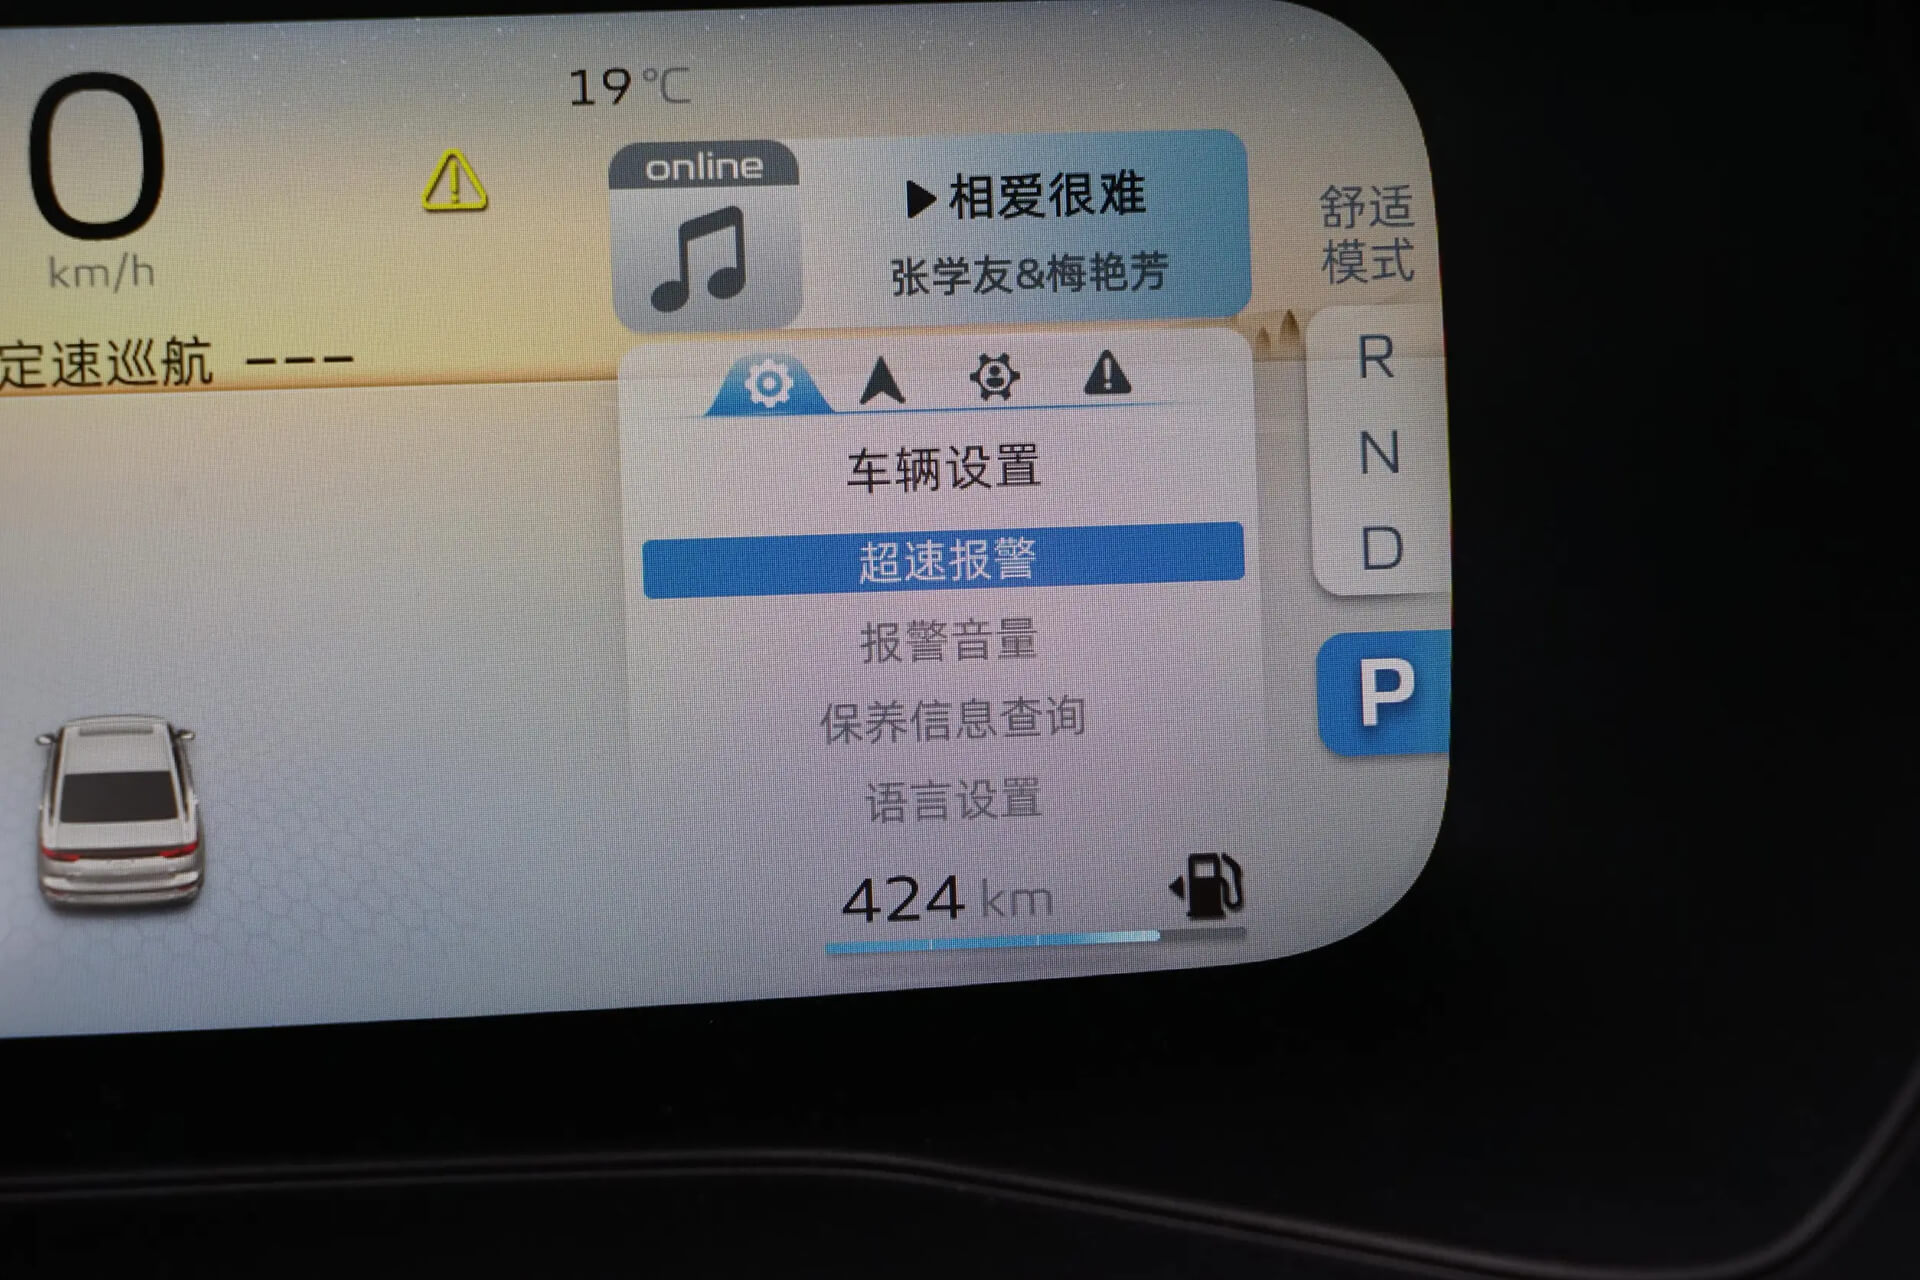 0
km/h
19°C
定速巡航 ---
online
▶相爱很难
张学友&梅艳芳
舒适
模式
车辆设置
超速报警
报警音量
保养信息查询
语言设置
424 km
R
N
D
P